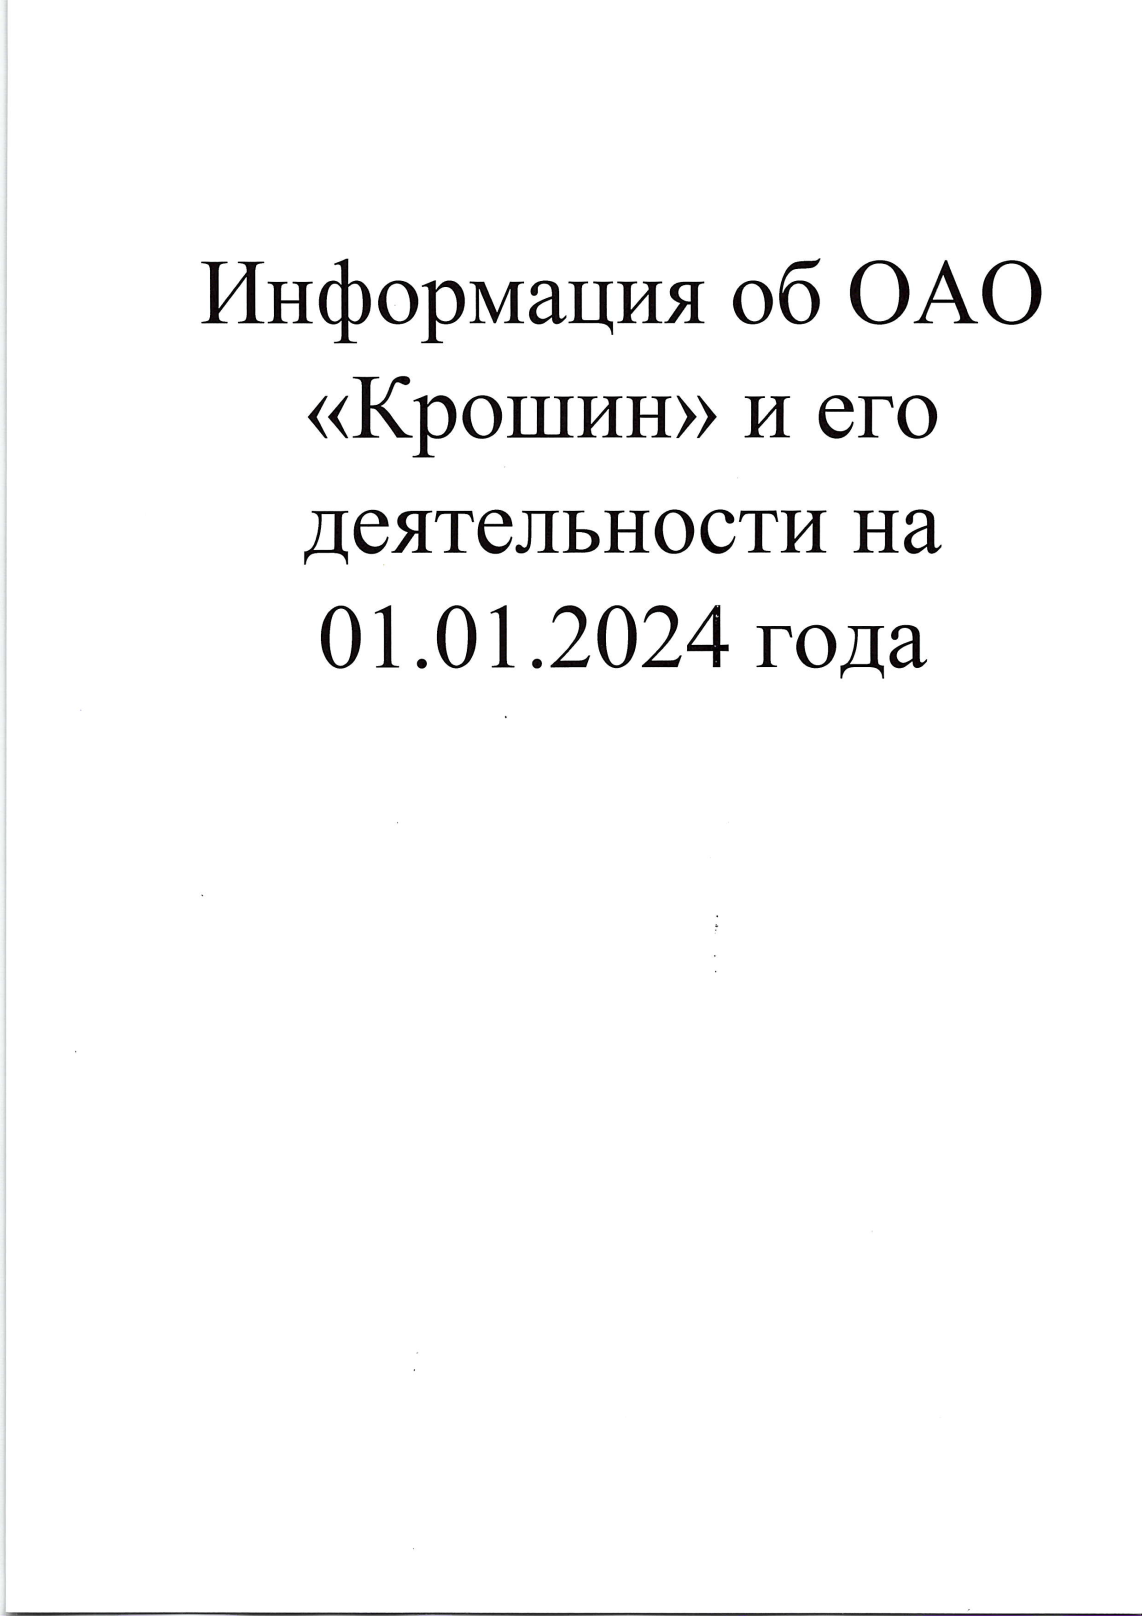 Информация об ОАО
«Крошин» и его
деятельности на
01.01.2024 года